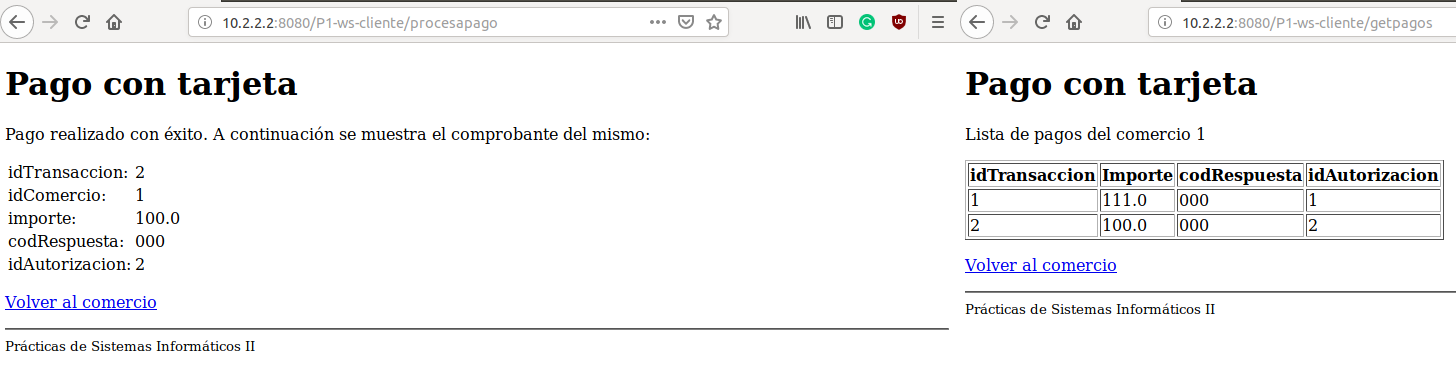 10.2.2.2:8080/P1-ws-cliente/procesapago
Pago con tarjeta
Pago realizado con éxito. A continuación se muestra el comprobante del mismo:
idTransaccion: 2
idComercio: 1
importe: 100.0
codRespuesta: 000
idAutorizacion: 2
Volver al comercio
Prácticas de Sistemas Informáticos II
10.2.2.2:8080/P1-ws-cliente/getpagos
Pago con tarjeta
Lista de pagos del comercio 1
idTransaccion Importe codRespuesta idAutorizacion
1 111.0 000 1
2 100.0 000 2
Volver al comercio
Prácticas de Sistemas Informáticos II